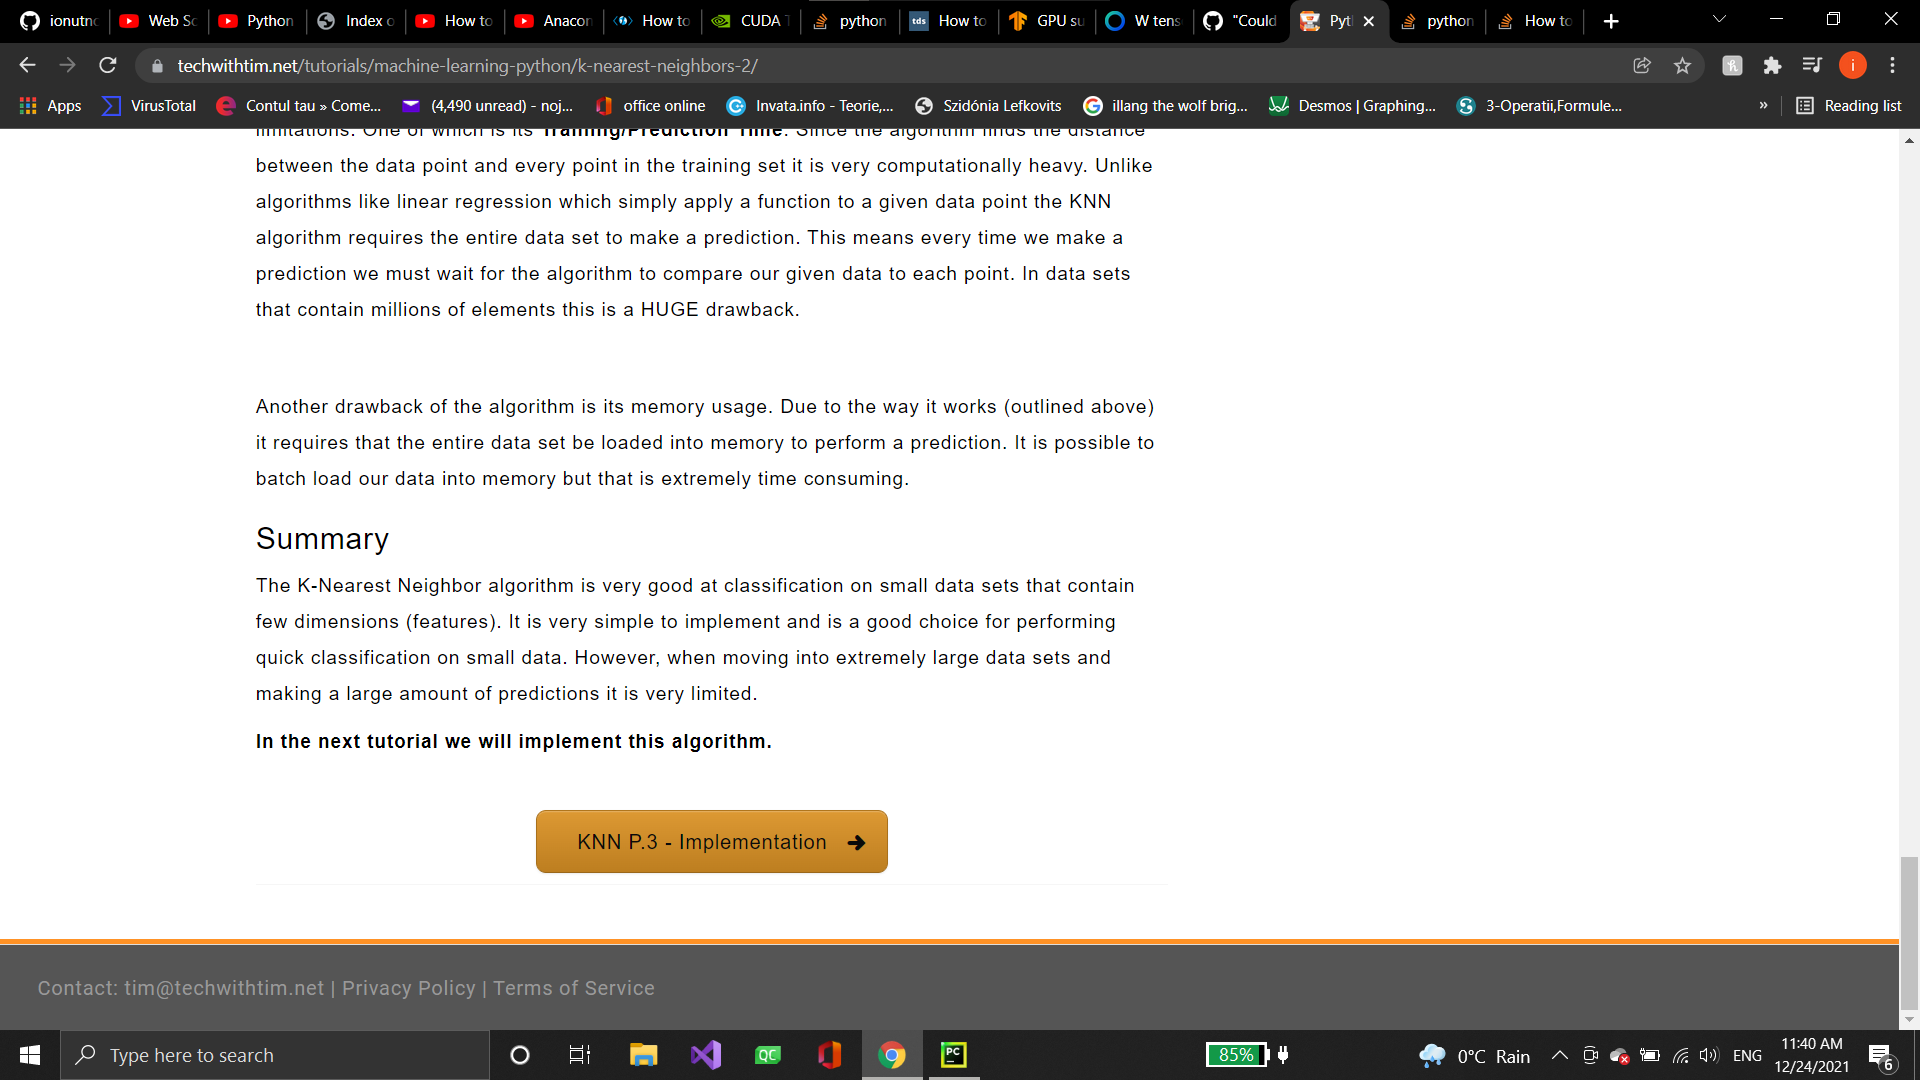 ionutnc
Web Sc
Python
Index o
How to
Anacon
How to
CUDA T
python
tds
How to
GPU su
W tens
"Could
Pyt
python
How to
techwithtim.net/tutorials/machine-learning-python/k-nearest-neighbors-2/
i
Apps
VirusTotal
Contul tau » Come...
(4,490 unread) - noj...
office online
Invata.info - Teorie,...
Szidónia Lefkovits
illang the wolf brig...
Desmos | Graphing...
3-Operatii,Formule...
»
Reading list
limitations. One of which is its Training/Prediction Time. Since the algorithm finds the distance
between the data point and every point in the training set it is very computationally heavy. Unlike
algorithms like linear regression which simply apply a function to a given data point the KNN
algorithm requires the entire data set to make a prediction. This means every time we make a
prediction we must wait for the algorithm to compare our given data to each point. In data sets
that contain millions of elements this is a HUGE drawback.
Another drawback of the algorithm is its memory usage. Due to the way it works (outlined above)
it requires that the entire data set be loaded into memory to perform a prediction. It is possible to
batch load our data into memory but that is extremely time consuming.
Summary
The K-Nearest Neighbor algorithm is very good at classification on small data sets that contain
few dimensions (features). It is very simple to implement and is a good choice for performing
quick classification on small data. However, when moving into extremely large data sets and
making a large amount of predictions it is very limited.
In the next tutorial we will implement this algorithm.
KNN P.3 - Implementation
Contact: tim@techwithtim.net | Privacy Policy | Terms of Service
Type here to search
QC
PC
85%
0°C Rain
ENG
11:40 AM
12/24/2021
6